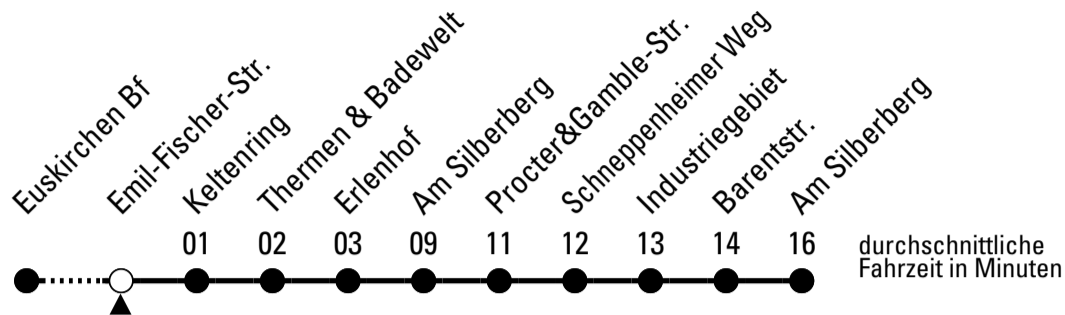 Euskirchen Bf
Emil-Fischer-Str.
Keltenring
Thermen & Badewelt
Erlenhof
Am Silberberg
Procter&Gamble-Str.
Schneppenheimer Weg
Industriegebiet
Barentstr.
Am Silberberg
01 02 03 09 11 12 13 14 16
durchschnittliche
Fahrzeit in Minuten